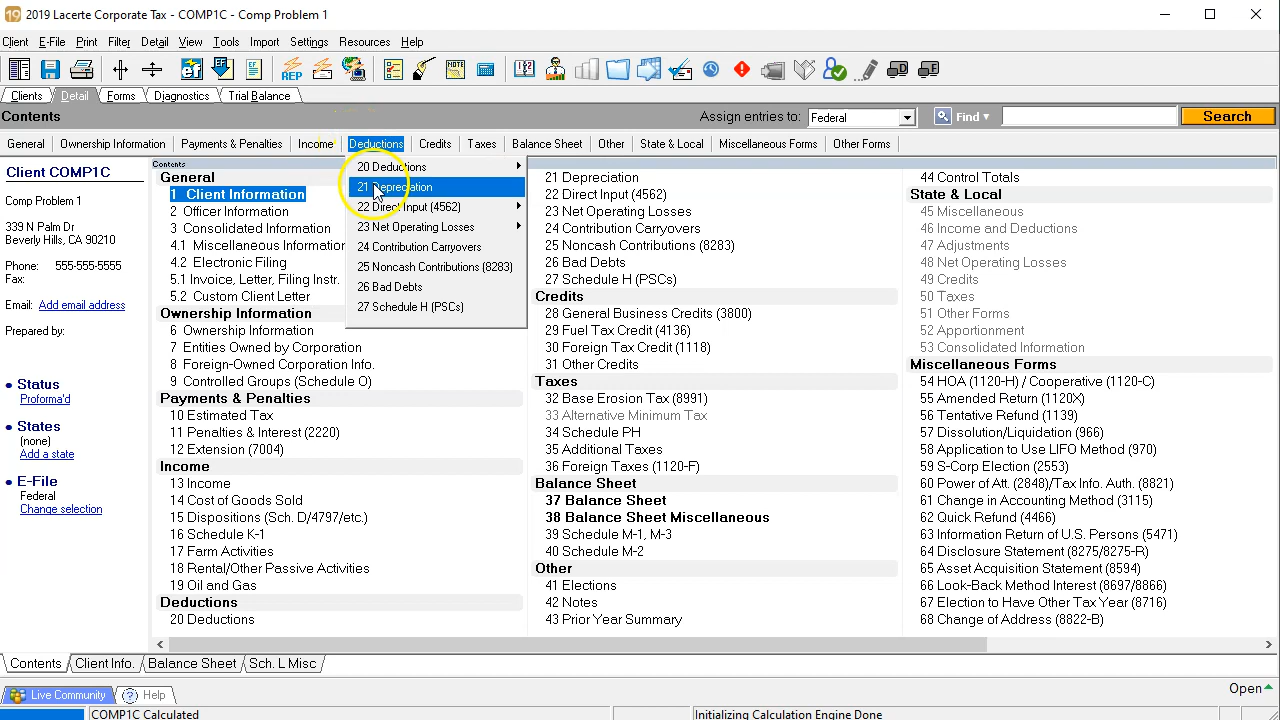 19 2019 Lacerte Corporate Tax - COMP1C - Comp Problem 1
Client E-File Print Filter Detail View Tools Import Settings Resources Help
REP
Clients Detail Forms Diagnostics Trial Balance
Contents Assign entries to: Federal Find Search
General Ownership Information Payments & Penalties Income Deductions Credits Taxes Balance Sheet Other State & Local Miscellaneous Forms Other Forms
Client COMP1C
Comp Problem 1
339 N Palm Dr
Beverly Hills, CA 90210
Phone: 555-555-5555
Fax:
Email: Add email address
Prepared by:
• Status
Proforma'd
• States
(none)
Add a state
• E-File
Federal
Change selection
Contents
General
1 Client Information
2 Officer Information
3 Consolidated Information
4.1 Miscellaneous Information
4.2 Electronic Filing
5.1 Invoice, Letter, Filing Instr.
5.2 Custom Client Letter
Ownership Information
6 Ownership Information
7 Entities Owned by Corporation
8 Foreign-Owned Corporation Info.
9 Controlled Groups (Schedule O)
Payments & Penalties
10 Estimated Tax
11 Penalties & Interest (2220)
12 Extension (7004)
Income
13 Income
14 Cost of Goods Sold
15 Dispositions (Sch. D/4797/etc.)
16 Schedule K-1
17 Farm Activities
18 Rental/Other Passive Activities
19 Oil and Gas
Deductions
20 Deductions
20 Deductions
21 Depreciation
22 Direct Input (4562)
23 Net Operating Losses
24 Contribution Carryovers
25 Noncash Contributions (8283)
26 Bad Debts
27 Schedule H (PSCs)
21 Depreciation
22 Direct Input (4562)
23 Net Operating Losses
24 Contribution Carryovers
25 Noncash Contributions (8283)
26 Bad Debts
27 Schedule H (PSCs)
Credits
28 General Business Credits (3800)
29 Fuel Tax Credit (4136)
30 Foreign Tax Credit (1118)
31 Other Credits
Taxes
32 Base Erosion Tax (8991)
33 Alternative Minimum Tax
34 Schedule PH
35 Additional Taxes
36 Foreign Taxes (1120-F)
Balance Sheet
37 Balance Sheet
38 Balance Sheet Miscellaneous
39 Schedule M-1, M-3
40 Schedule M-2
Other
41 Elections
42 Notes
43 Prior Year Summary
44 Control Totals
State & Local
45 Miscellaneous
46 Income and Deductions
47 Adjustments
48 Net Operating Losses
49 Credits
50 Taxes
51 Other Forms
52 Apportionment
53 Consolidated Information
Miscellaneous Forms
54 HOA (1120-H) / Cooperative (1120-C)
55 Amended Return (1120X)
56 Tentative Refund (1139)
57 Dissolution/Liquidation (966)
58 Application to Use LIFO Method (970)
59 S-Corp Election (2553)
60 Power of Att. (2848)/Tax Info. Auth. (8821)
61 Change in Accounting Method (3115)
62 Quick Refund (4466)
63 Information Return of U.S. Persons (5471)
64 Disclosure Statement (8275/8275-R)
65 Asset Acquisition Statement (8594)
66 Look-Back Method Interest (8697/8866)
67 Election to Have Other Tax Year (8716)
68 Change of Address (8822-B)
Contents Client Info. Balance Sheet Sch. L Misc
Live Community ? Help Open
COMP1C Calculated Initializing Calculation Engine Done